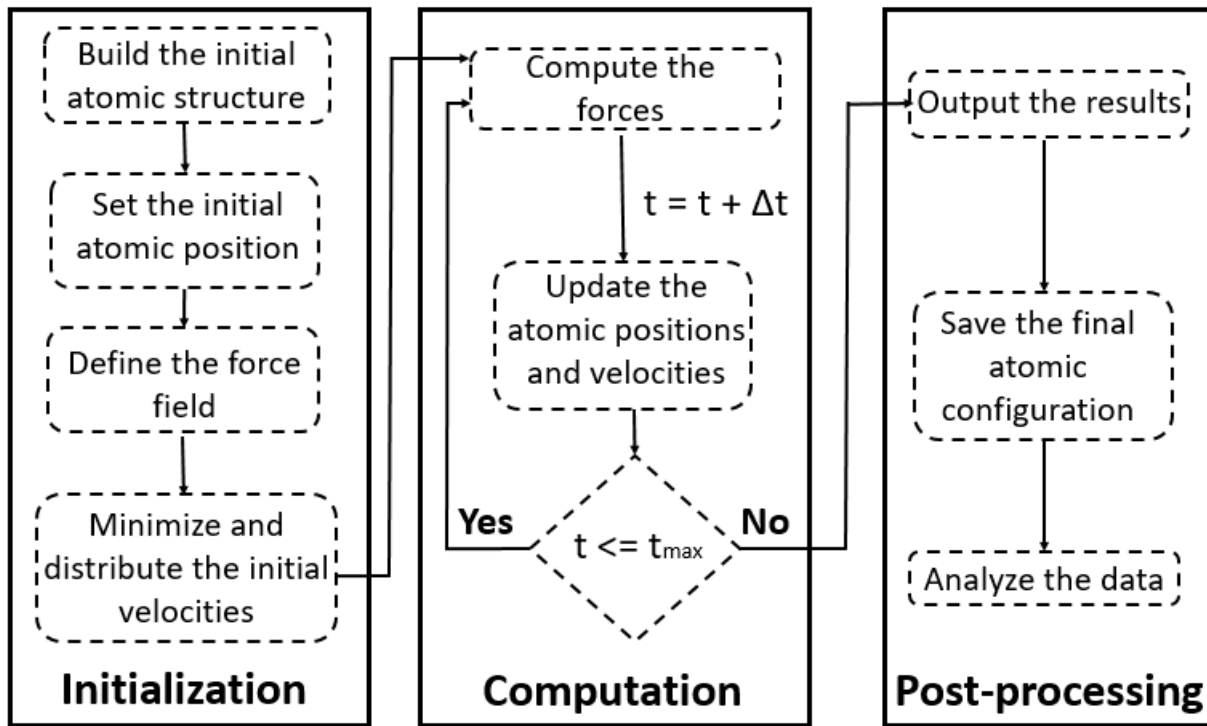 Build the initial
atomic structure
Set the initial
atomic position
Define the force
field
Minimize and
distribute the initial
velocities
Initialization
Compute the
forces
t = t + Δt
Update the
atomic positions
and velocities
Yes
t <= tmax
No
Computation
Output the results
Save the final
atomic
configuration
Analyze the data
Post-processing